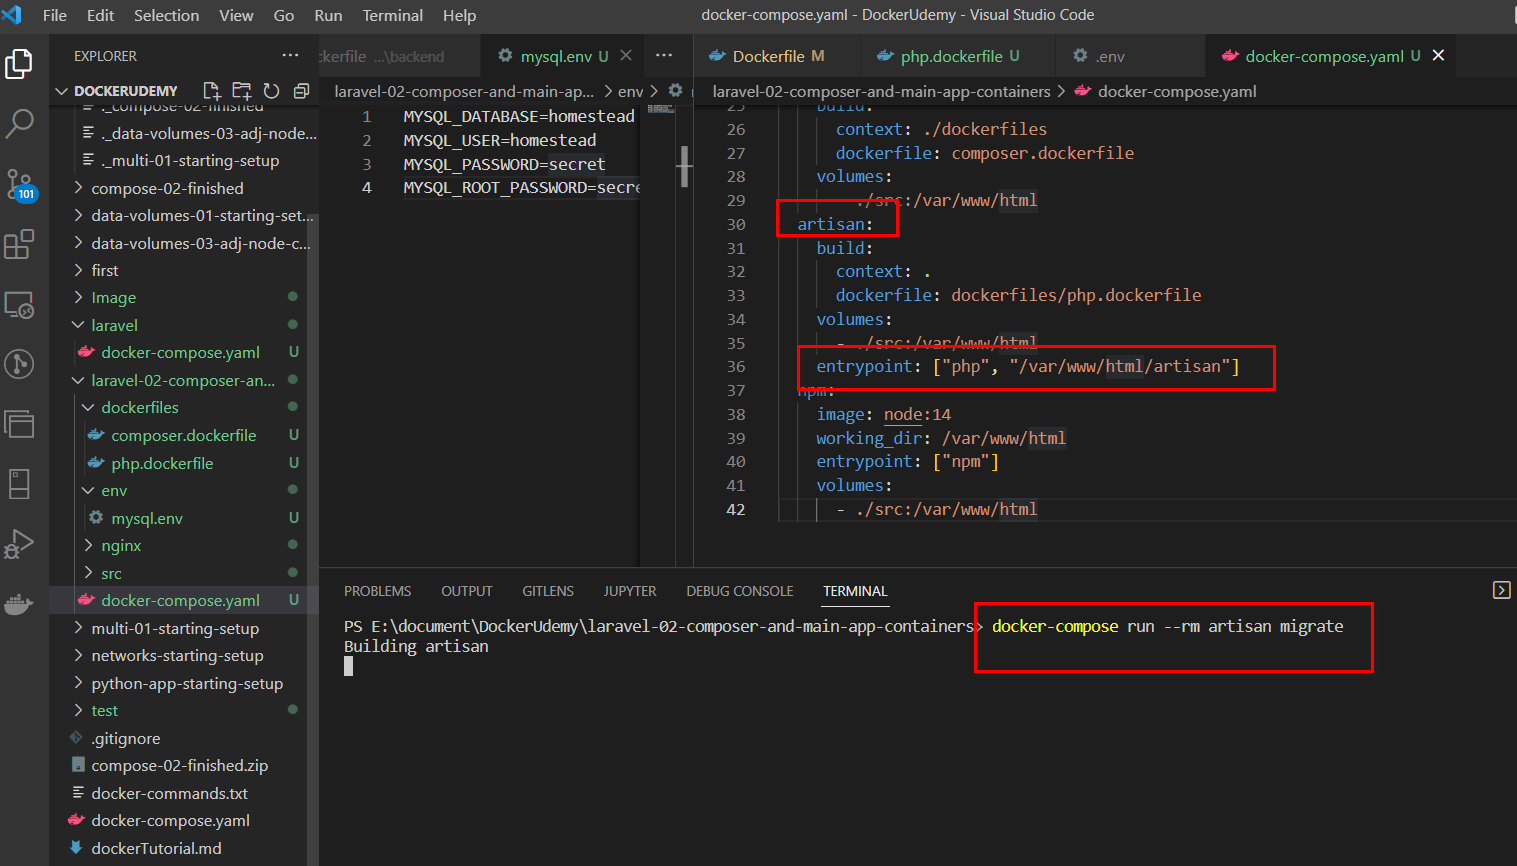 File Edit Selection View Go Run Terminal Help
docker-compose.yaml - DockerUdemy - Visual Studio Code
EXPLORER ...
DOCKERUDEMY
._compose-02-finished
._data-volumes-03-adj-node...
._multi-01-starting-setup
compose-02-finished
data-volumes-01-starting-set...
data-volumes-03-adj-node-c...
first
Image
laravel
docker-compose.yaml U
laravel-02-composer-an...
dockerfiles
composer.dockerfile U
php.dockerfile U
env
mysql.env U
nginx
src
docker-compose.yaml U
multi-01-starting-setup
networks-starting-setup
python-app-starting-setup
test
.gitignore
compose-02-finished.zip
docker-commands.txt
docker-compose.yaml
dockerTutorial.md
101
ckerfile ...\backend
mysql.env U
...
laravel-02-composer-and-main-ap... > env >
1 MYSQL_DATABASE=homestead
2 MYSQL_USER=homestead
3 MYSQL_PASSWORD=secret
4 MYSQL_ROOT_PASSWORD=secre
Dockerfile M
php.dockerfile U
.env
docker-compose.yaml U
laravel-02-composer-and-main-app-containers > docker-compose.yaml
25 build:
26 context: ./dockerfiles
27 dockerfile: composer.dockerfile
28 volumes:
29 ./src:/var/www/html
30 artisan:
31 build:
32 context: .
33 dockerfile: dockerfiles/php.dockerfile
34 volumes:
35 - ./src:/var/www/html
36 entrypoint: ["php", "/var/www/html/artisan"]
37 npm:
38 image: node:14
39 working_dir: /var/www/html
40 entrypoint: ["npm"]
41 volumes:
42 - ./src:/var/www/html
PROBLEMS OUTPUT GITLENS JUPYTER DEBUG CONSOLE TERMINAL
PS E:\document\DockerUdemy\laravel-02-composer-and-main-app-containers> docker-compose run --rm artisan migrate
Building artisan